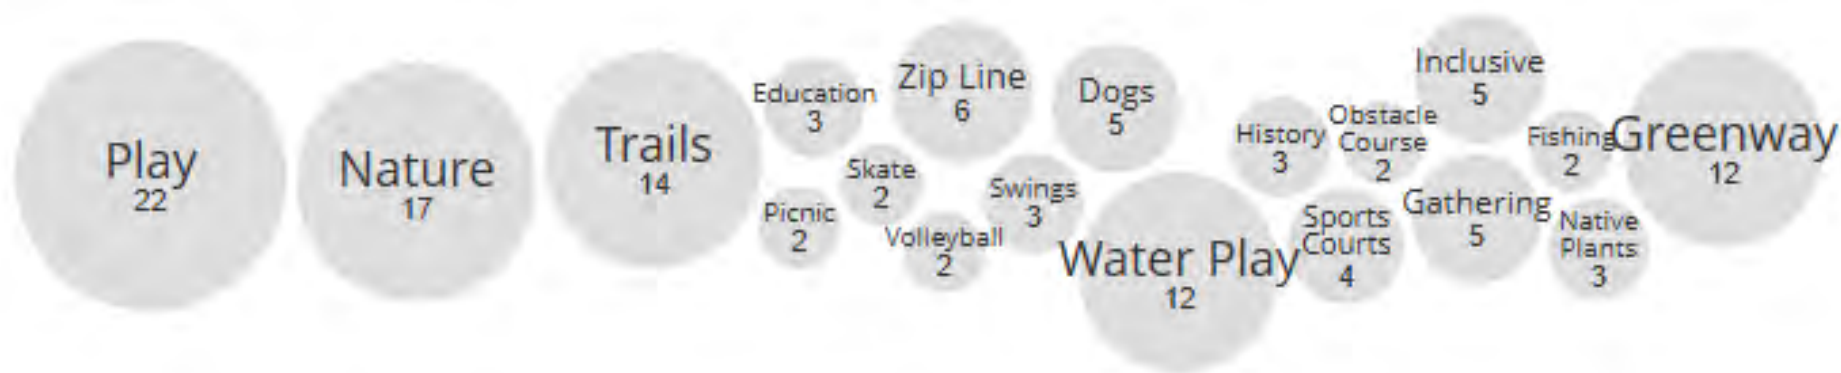 Play
22
Nature
17
Trails
14
Education
3
Zip Line
6
Dogs
5
Skate
2
Picnic
2
Volleyball
2
Swings
3
Water Play
12
History
3
Obstacle
Course
2
Inclusive
5
Fishing
2
Sports
Courts
4
Gathering
5
Native
Plants
3
Greenway
12